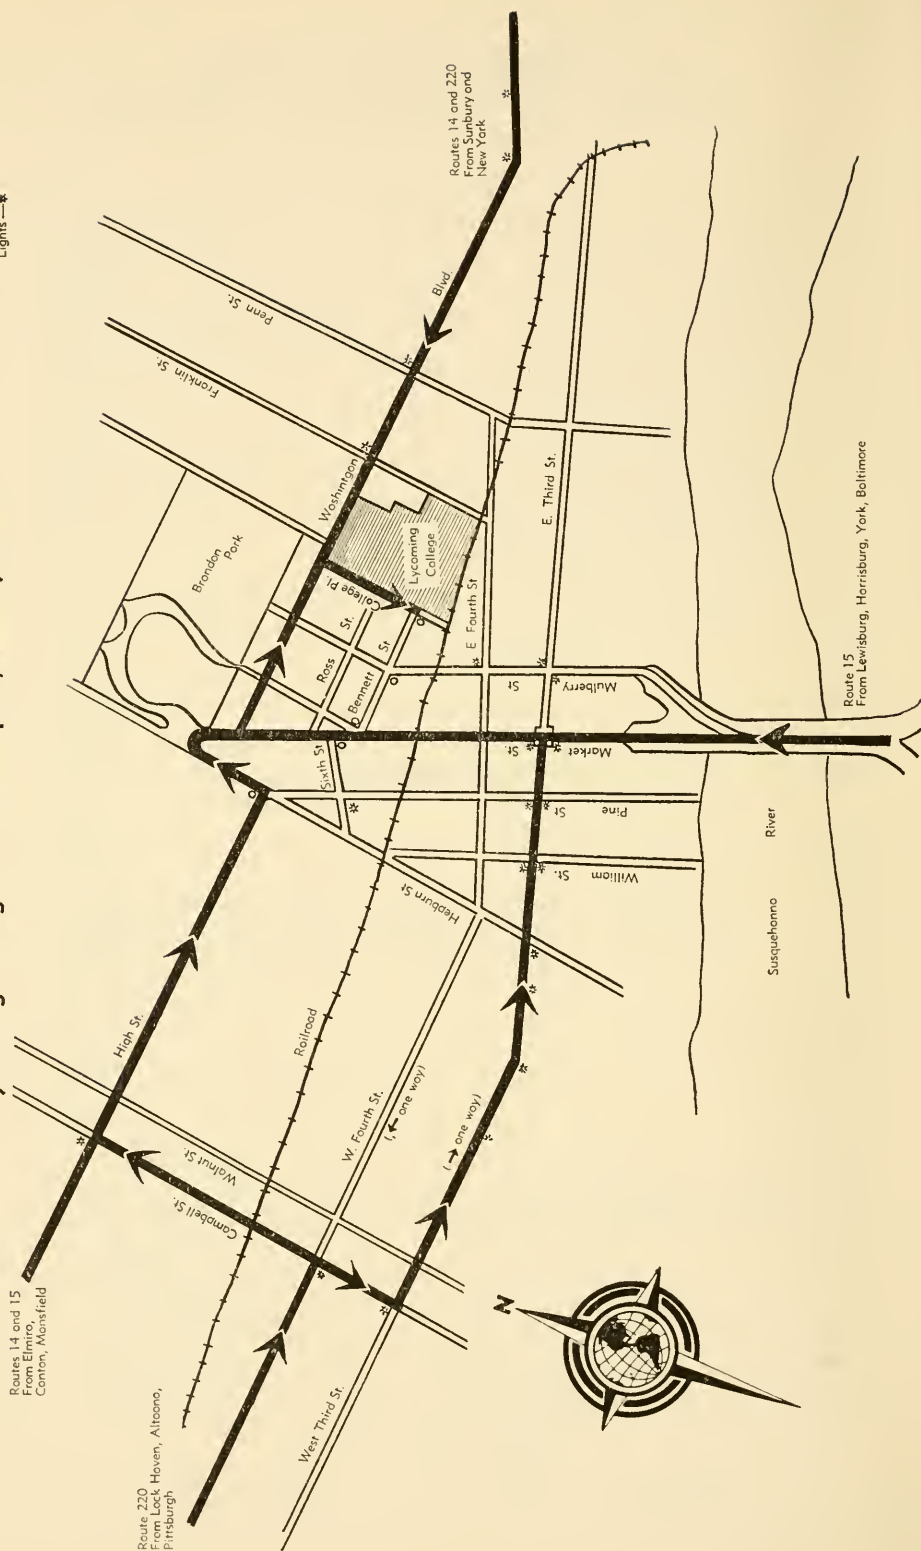 Lights—*
Routes 14 and 220
From Sunbury and
New York
Penn St.
Blvd.
Franklin St.
Washintgon
Brandon
Park
Lycoming
College
College Pl.
E. Third St.
E Fourth St
Ross St.
Bennett St
Mulberry St
Sixth St
Market St
Pine St
William St.
Hepburn St
Route 15
From Lewisburg, Harrisburg, York, Baltimore
Susquehanna River
High St.
Railroad
W. Fourth St.
(← one way)
(→ one way)
Walnut St.
Campbell St.
Routes 14 and 15
From Elmira,
Canton, Mansfield
Route 220
From Lock Haven, Altoona,
Pittsburgh
West Third St.
N